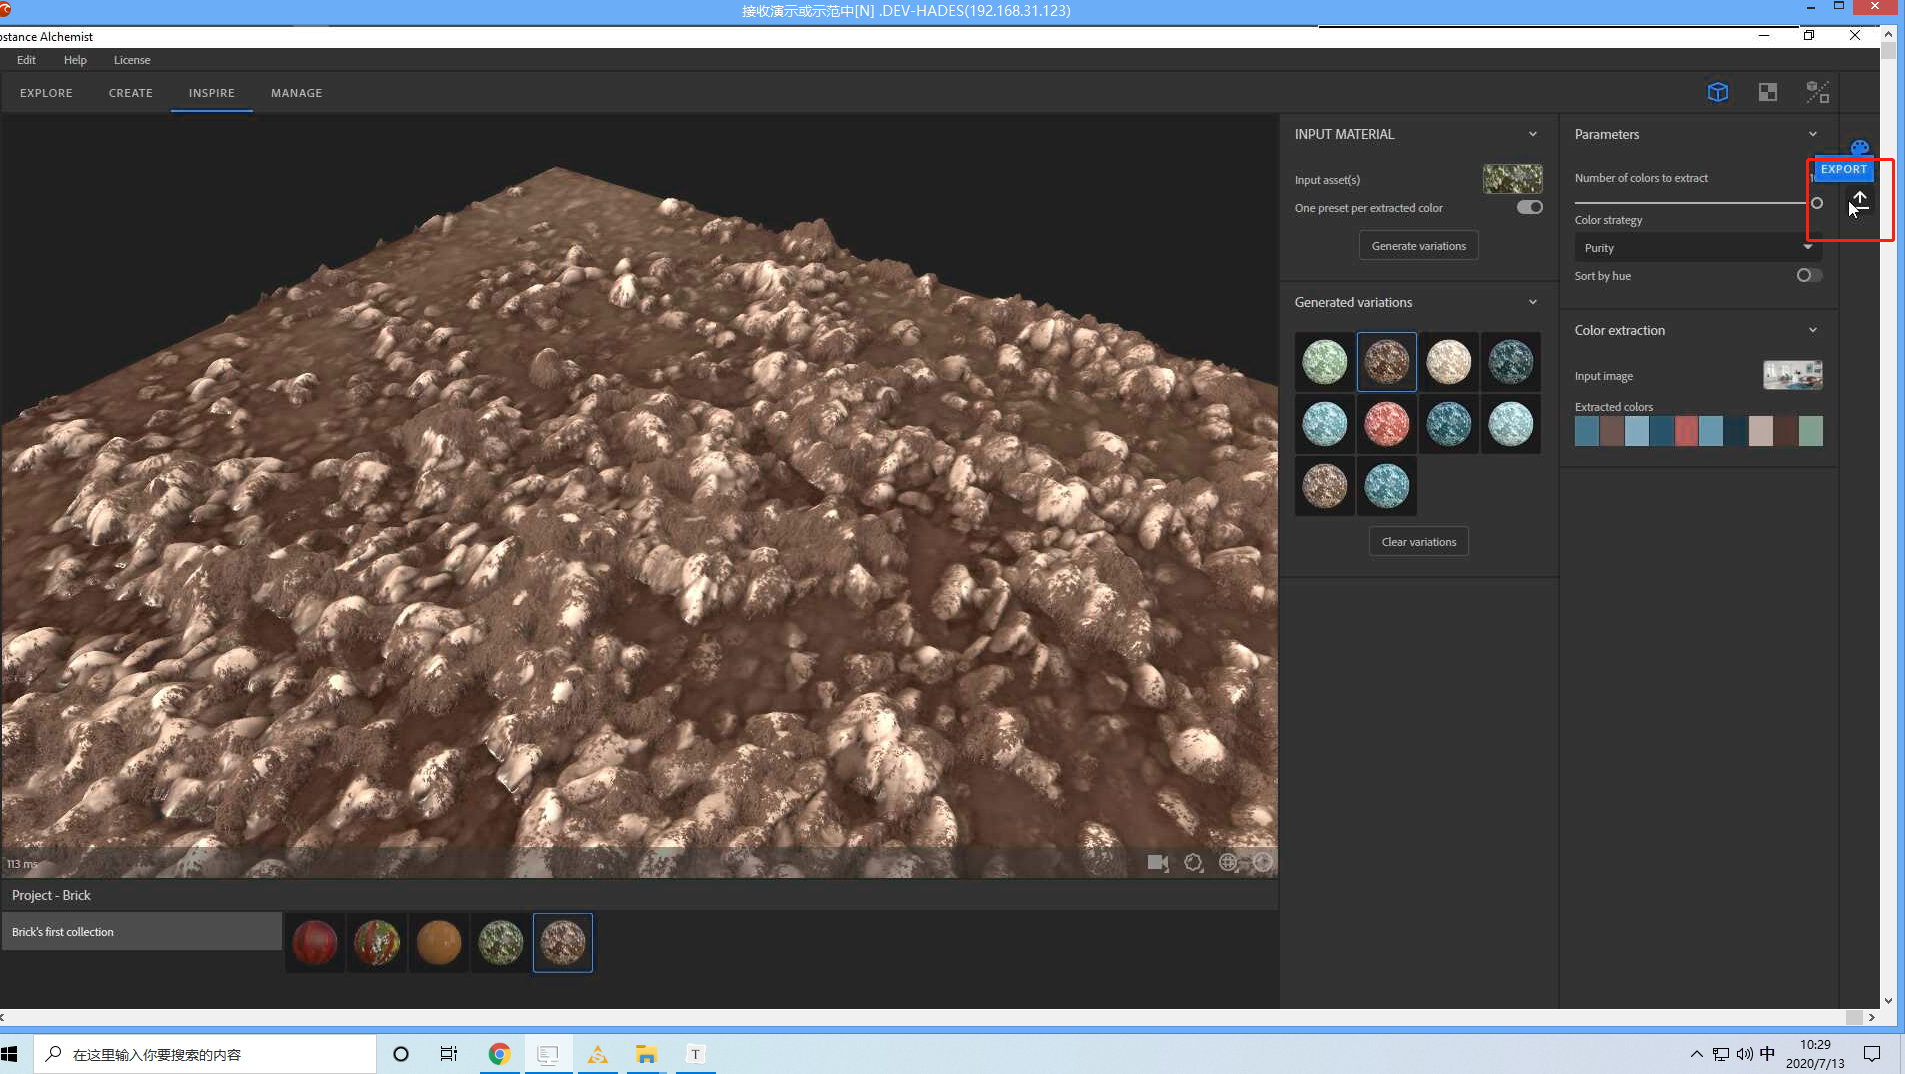 接收演示或示范中[N] .DEV-HADES(192.168.31.123)
bstance Alchemist
Edit Help License
EXPLORE CREATE INSPIRE MANAGE
INPUT MATERIAL
Input asset(s)
One preset per extracted color
Generate variations
Generated variations
Clear variations
Parameters
EXPORT
Number of colors to extract
Color strategy
Purity
Sort by hue
Color extraction
Input image
Extracted colors
113 ms
Project - Brick
Brick's first collection
在这里输入你要搜索的内容
T
中
10:29
2020/7/13